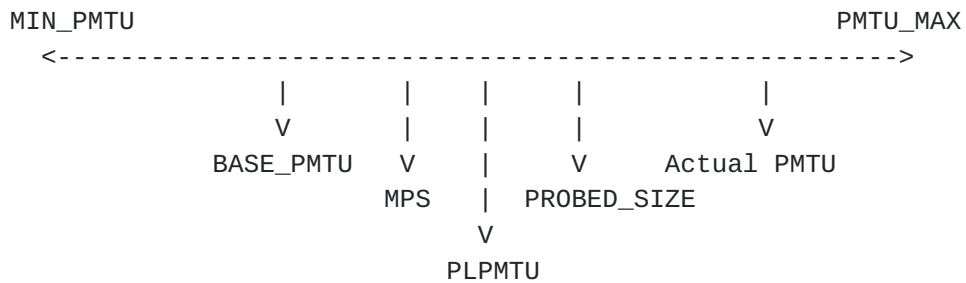 MIN_PMTU PMTU_MAX
<------------------------------------------------------->
| | | | |
V | | | V
BASE_PMTU V | V Actual PMTU
MPS | PROBED_SIZE
V
PLPMTU